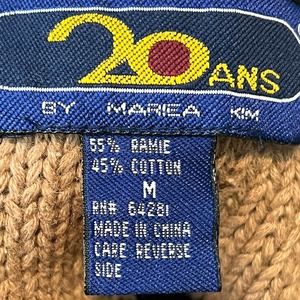 20 ANS
BY MARIEA KIM
55% RAMIE
45% COTTON
M
RN# 64281
MADE IN CHINA
CARE REVERSE
SIDE